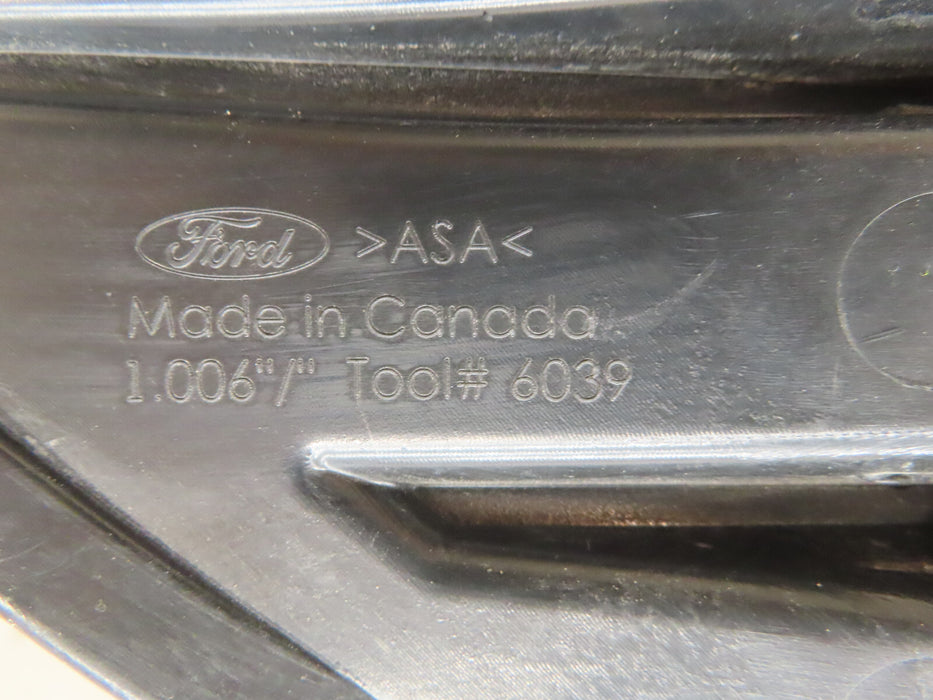 Ford >ASA<
Made in Canada
1.006"/" Tool# 6039